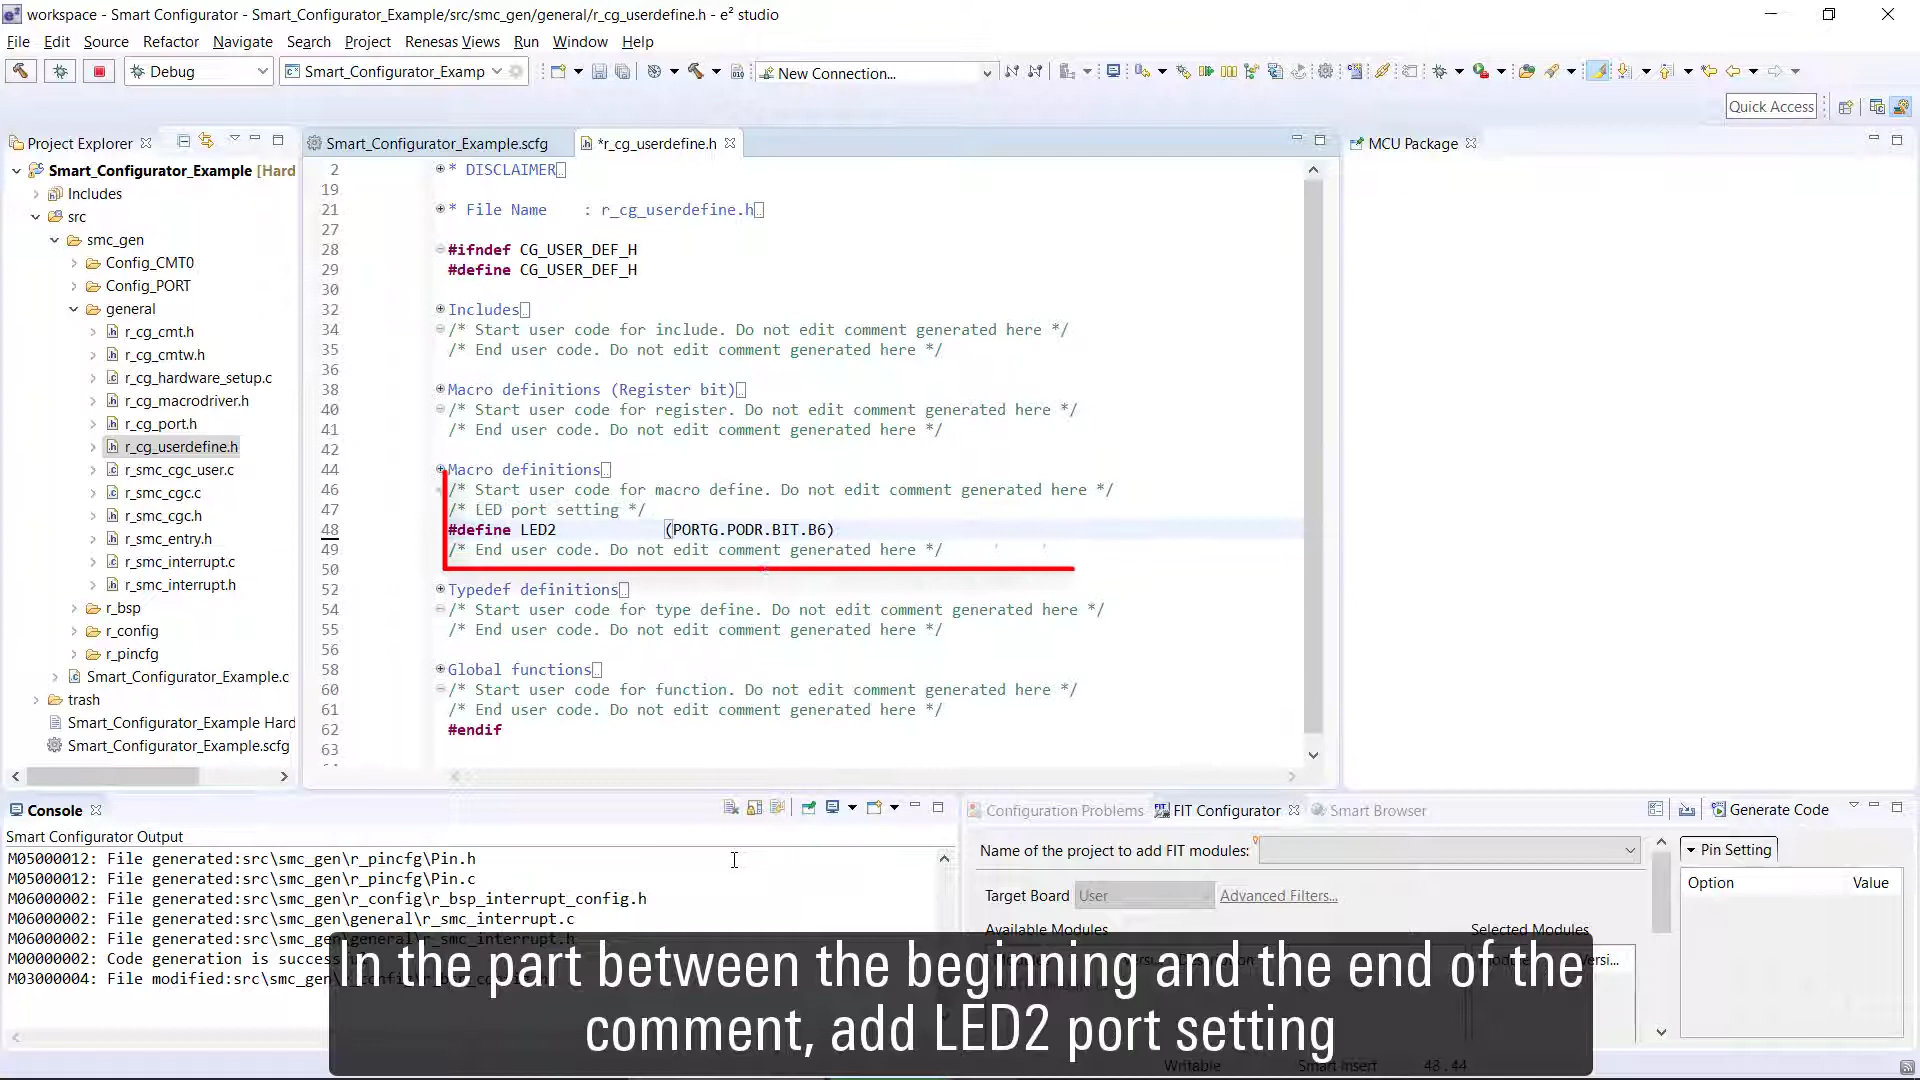 workspace - Smart Configurator - Smart_Configurator_Example/src/smc_gen/general/r_cg_userdefine.h - e² studio
File Edit Source Refactor Navigate Search Project Renesas Views Run Window Help
Debug Smart_Configurator_Examp New Connection...
Quick Access
Project Explorer
Smart_Configurator_Example [Hard
Includes
src
smc_gen
Config_CMT0
Config_PORT
general
r_cg_cmt.h
r_cg_cmtw.h
r_cg_hardware_setup.c
r_cg_macrodriver.h
r_cg_port.h
r_cg_userdefine.h
r_smc_cgc_user.c
r_smc_cgc.c
r_smc_cgc.h
r_smc_entry.h
r_smc_interrupt.c
r_smc_interrupt.h
r_bsp
r_config
r_pincfg
Smart_Configurator_Example.c
trash
Smart_Configurator_Example Hard
Smart_Configurator_Example.scfg
Smart_Configurator_Example.scfg *r_cg_userdefine.h
2 * DISCLAIMER
19
21 * File Name : r_cg_userdefine.h
27
28 #ifndef CG_USER_DEF_H
29 #define CG_USER_DEF_H
30
32 Includes
34 /* Start user code for include. Do not edit comment generated here */
35 /* End user code. Do not edit comment generated here */
36
38 Macro definitions (Register bit)
40 /* Start user code for register. Do not edit comment generated here */
41 /* End user code. Do not edit comment generated here */
42
44 Macro definitions
46 /* Start user code for macro define. Do not edit comment generated here */
47 /* LED port setting */
48 #define LED2 (PORTG.PODR.BIT.B6)
49 /* End user code. Do not edit comment generated here */
50
52 Typedef definitions
54 /* Start user code for type define. Do not edit comment generated here */
55 /* End user code. Do not edit comment generated here */
56
58 Global functions
60 /* Start user code for function. Do not edit comment generated here */
61 /* End user code. Do not edit comment generated here */
62 #endif
63
MCU Package
Console
Smart Configurator Output
M05000012: File generated:src\smc_gen\r_pincfg\Pin.h
M05000012: File generated:src\smc_gen\r_pincfg\Pin.c
M06000002: File generated:src\smc_gen\r_config\r_bsp_interrupt_config.h
M06000002: File generated:src\smc_gen\general\r_smc_interrupt.c
M06000002: File generated:src\smc_gen\general\r_smc_interrupt.h
M00000002: Code generation is success
M03000004: File modified:src\smc_gen
Configuration Problems FIT Configurator Smart Browser
Generate Code
Name of the project to add FIT modules:
Target Board User Advanced Filters...
Available Modules Selected Modules
Description
Pin Setting
Option Value
In the part between the beginning and the end of the
comment, add LED2 port setting
Writable Smart Insert 48:44